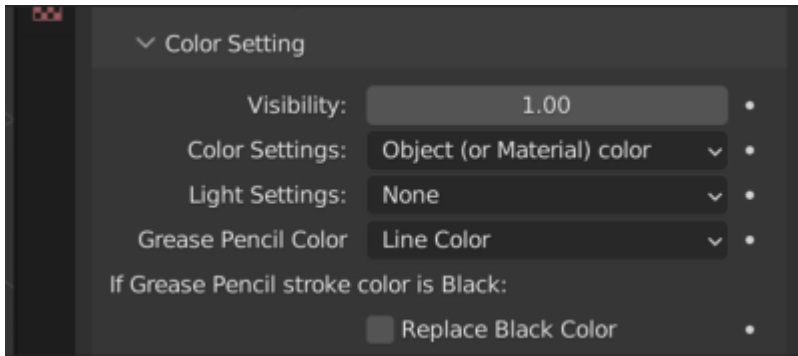 Color Setting
Visibility: 1.00
Color Settings: Object (or Material) color
Light Settings: None
Grease Pencil Color Line Color
If Grease Pencil stroke color is Black:
Replace Black Color